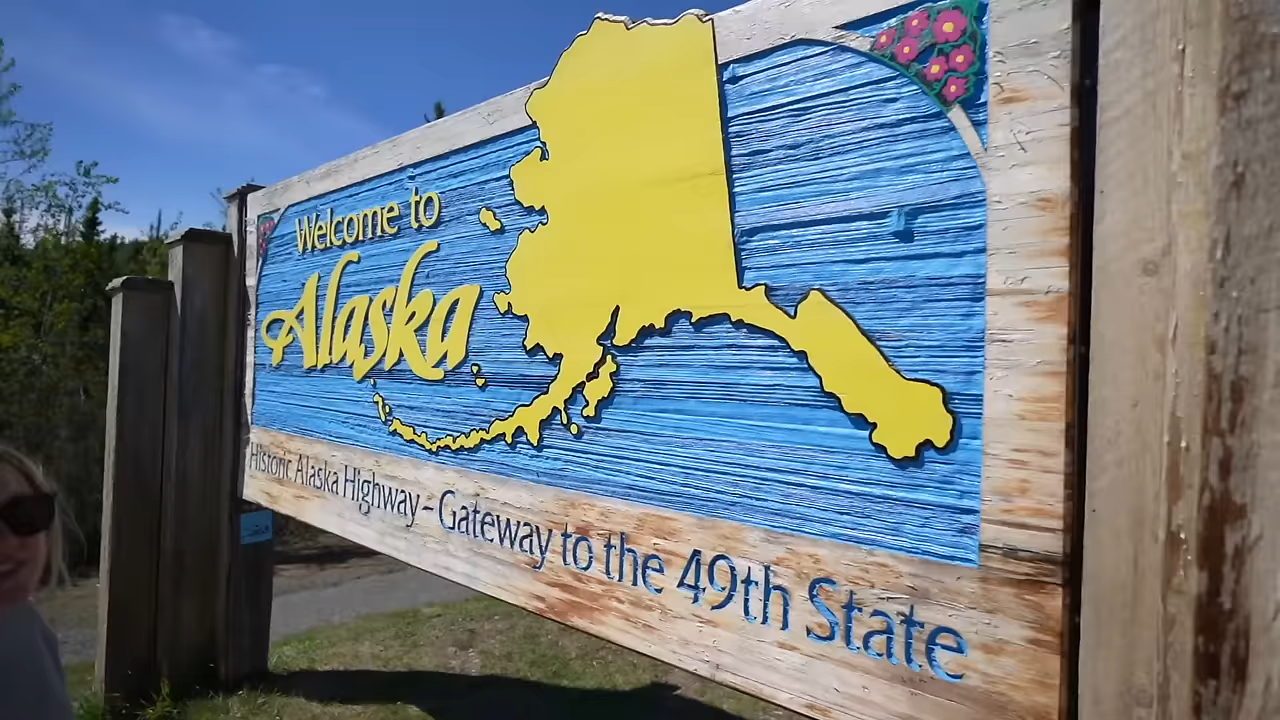 Welcome to
Alaska
Historic Alaska Highway – Gateway to the 49th State